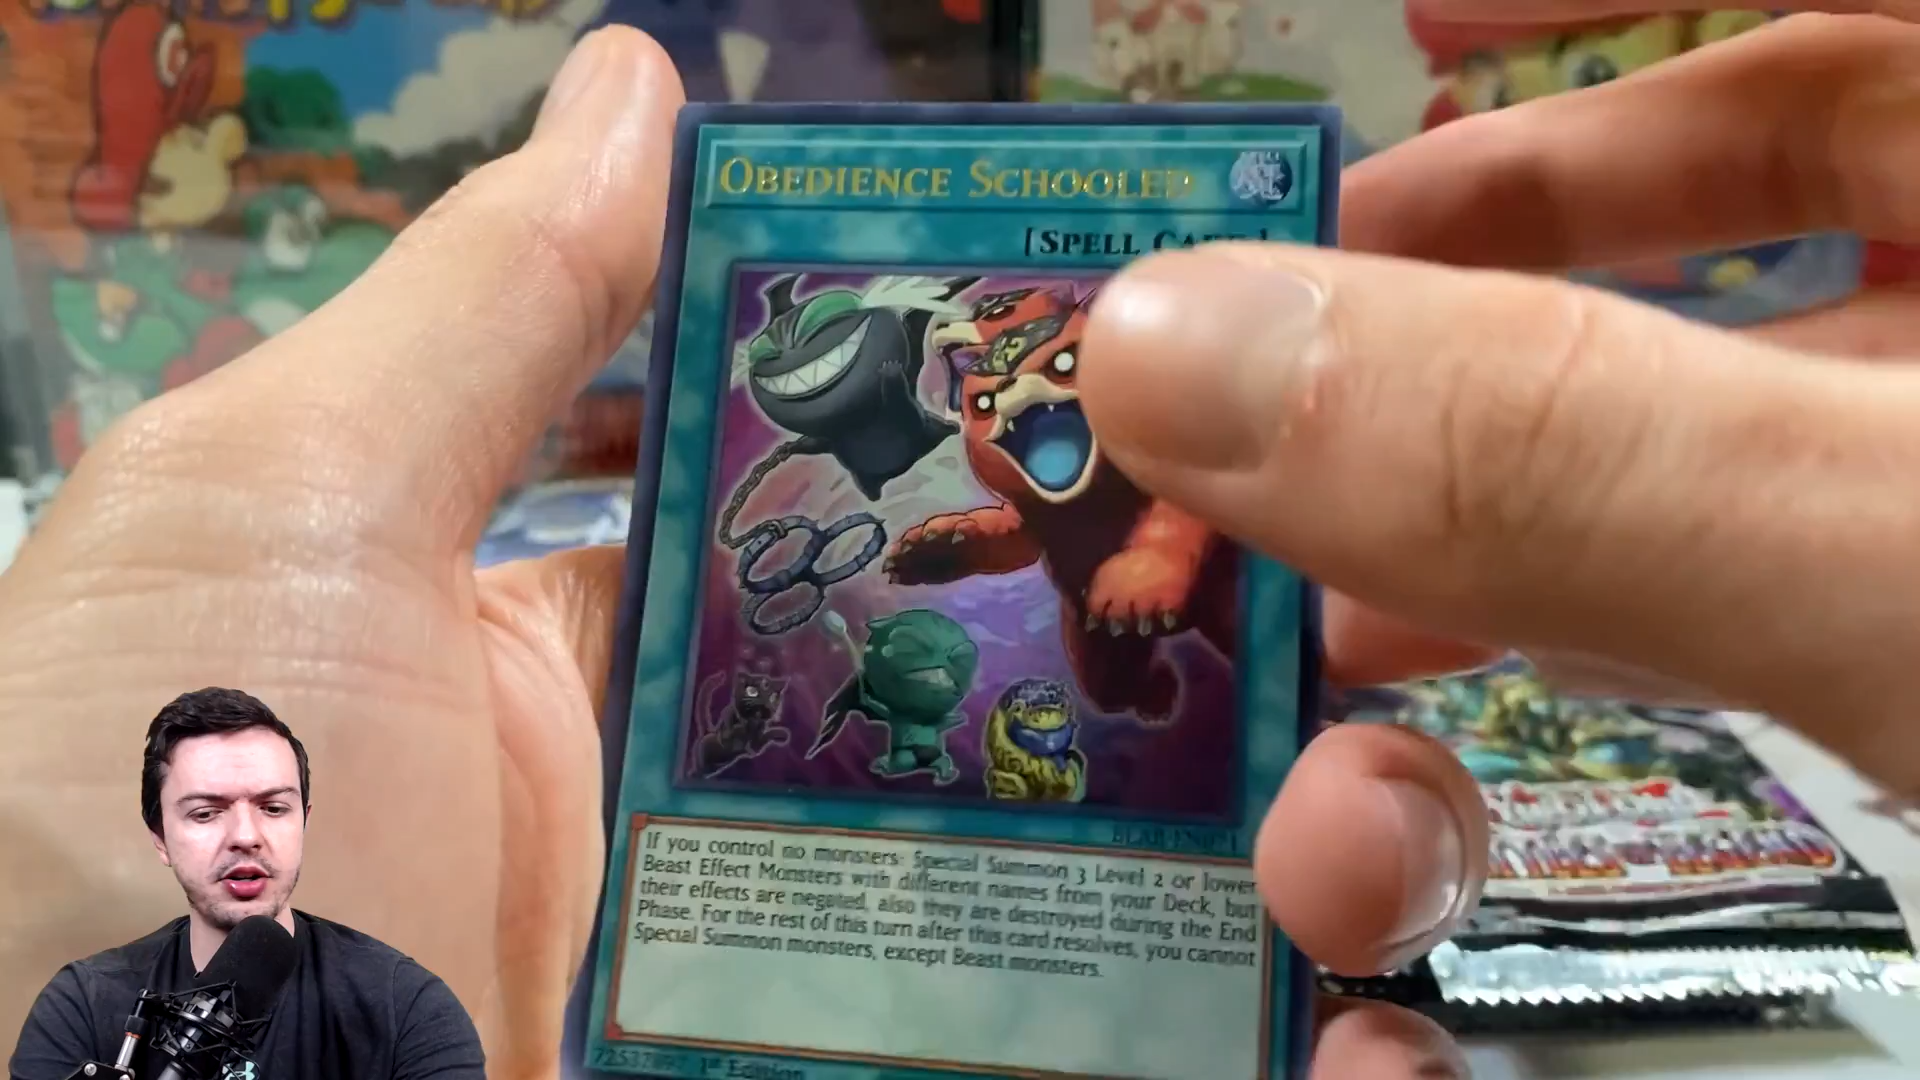 OBEDIENCE SCHOOLED
[SPELL CARD]
BLAR-EN071
If you control no monsters: Special Summon 3 Level 2 or lower
Beast Effect Monsters with different names from your Deck, but
their effects are negated, also they are destroyed during the End
Phase. For the rest of this turn after this card resolves, you cannot
Special Summon monsters, except Beast monsters.
1st Edition